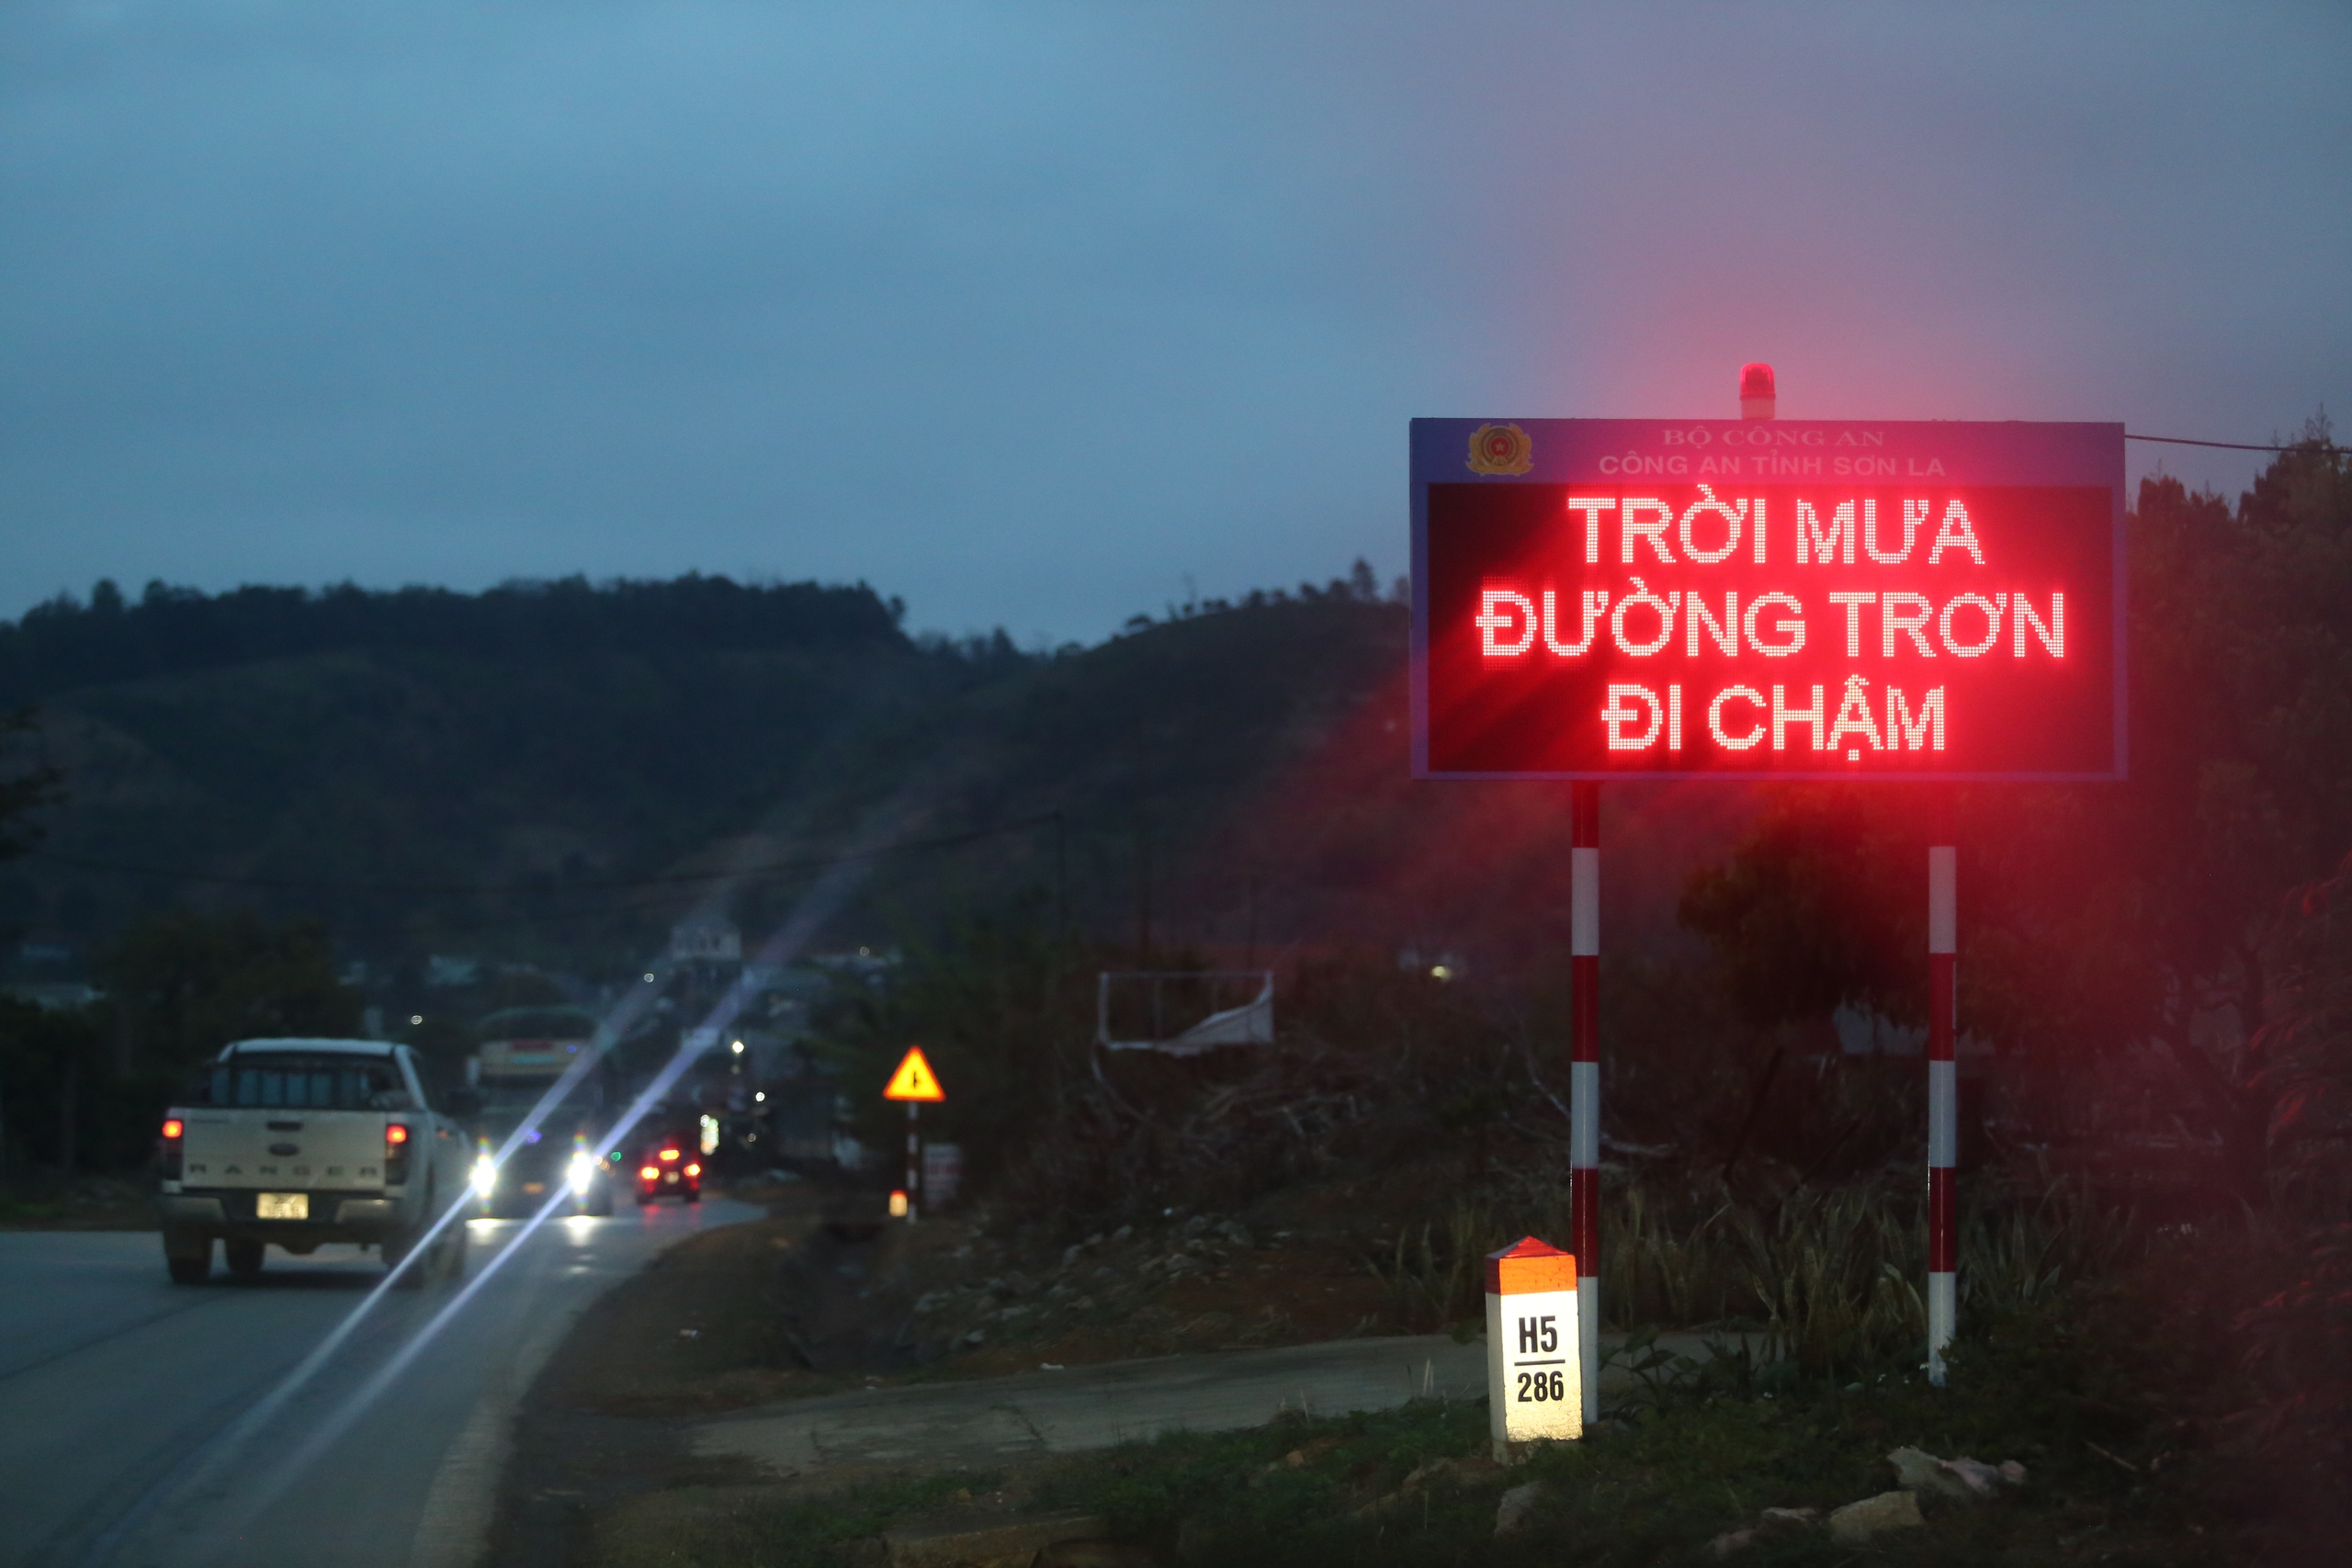 BỘ CÔNG AN
CÔNG AN TỈNH SƠN LA
TRỜI MƯA
ĐƯỜNG TRƠN
ĐI CHẬM
RANGER
H5
286